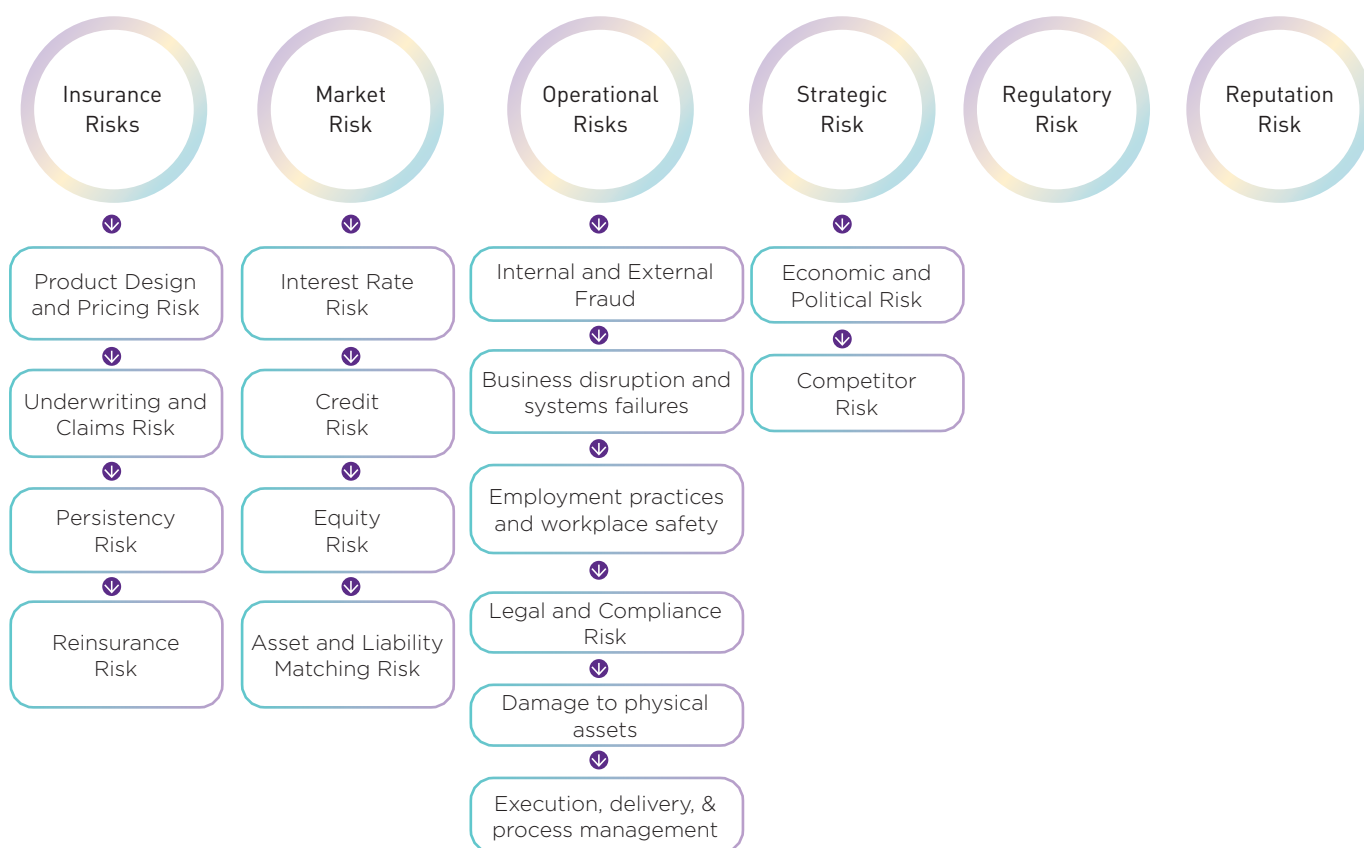 Insurance
Risks
Market
Risk
Operational
Risks
Strategic
Risk
Regulatory
Risk
Reputation
Risk
Product Design
and Pricing Risk
Underwriting and
Claims Risk
Persistency
Risk
Reinsurance
Risk
Interest Rate
Risk
Credit
Risk
Equity
Risk
Asset and Liability
Matching Risk
Internal and External
Fraud
Business disruption and
systems failures
Employment practices
and workplace safety
Legal and Compliance
Risk
Damage to physical
assets
Execution, delivery, &
process management
Economic and
Political Risk
Competitor
Risk